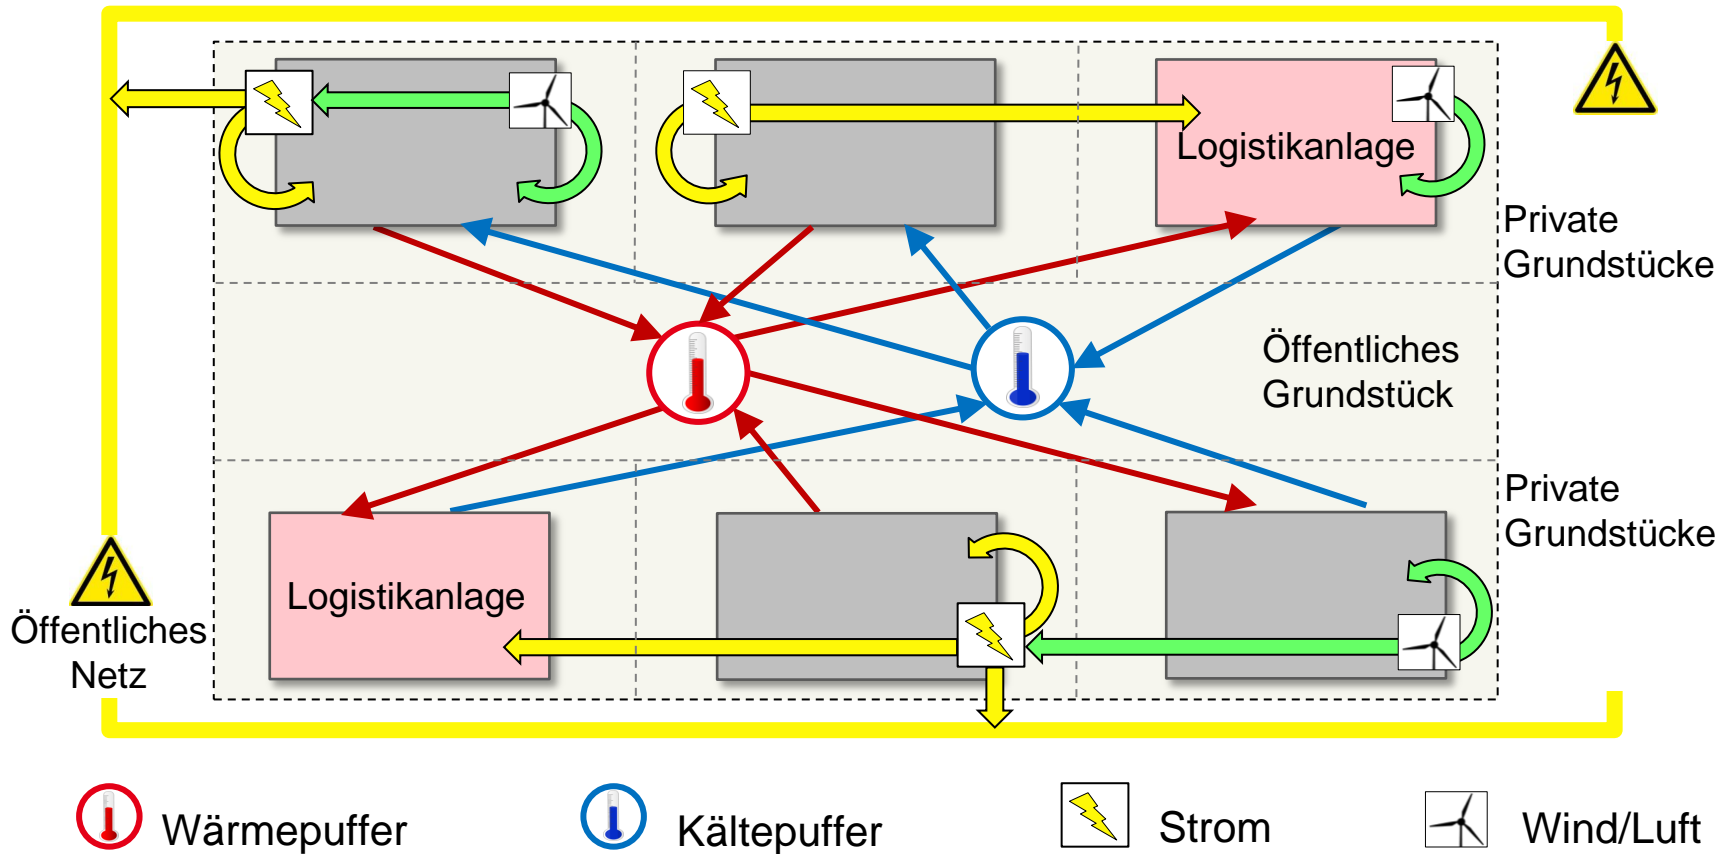 Logistikanlage
Private
Grundstücke
Öffentliches
Grundstück
Private
Grundstücke
Logistikanlage
Öffentliches
Netz
Wärmepuffer
Kältepuffer
Strom
Wind/Luft